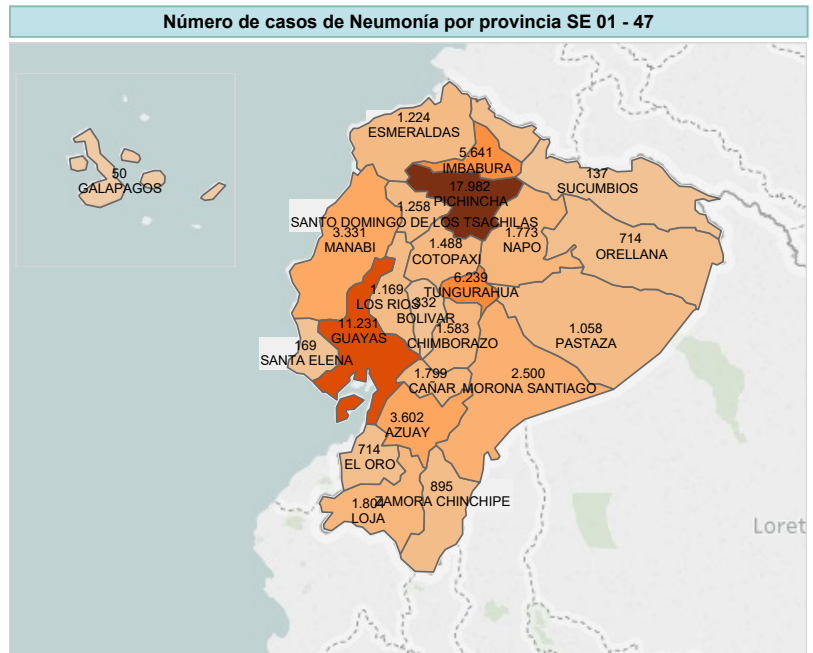 Número de casos de Neumonía por provincia SE 01 - 47
1.224
ESMERALDAS
5.641
IMBABURA
50
GALAPAGOS
137
SUCUMBIOS
17.982
PICHINCHA
1.258
SANTO DOMINGO DE LOS TSACHILAS
3.331
MANABI
1.773
NAPO
714
ORELLANA
1.488
COTOPAXI
6.239
TUNGURAHUA
1.169
LOS RIOS
332
BOLIVAR
11.231
GUAYAS
1.583
CHIMBORAZO
1.058
PASTAZA
169
SANTA ELENA
1.799
CAÑAR
2.500
MORONA SANTIAGO
3.602
AZUAY
714
EL ORO
895
ZAMORA CHINCHIPE
1.804
LOJA
Loret